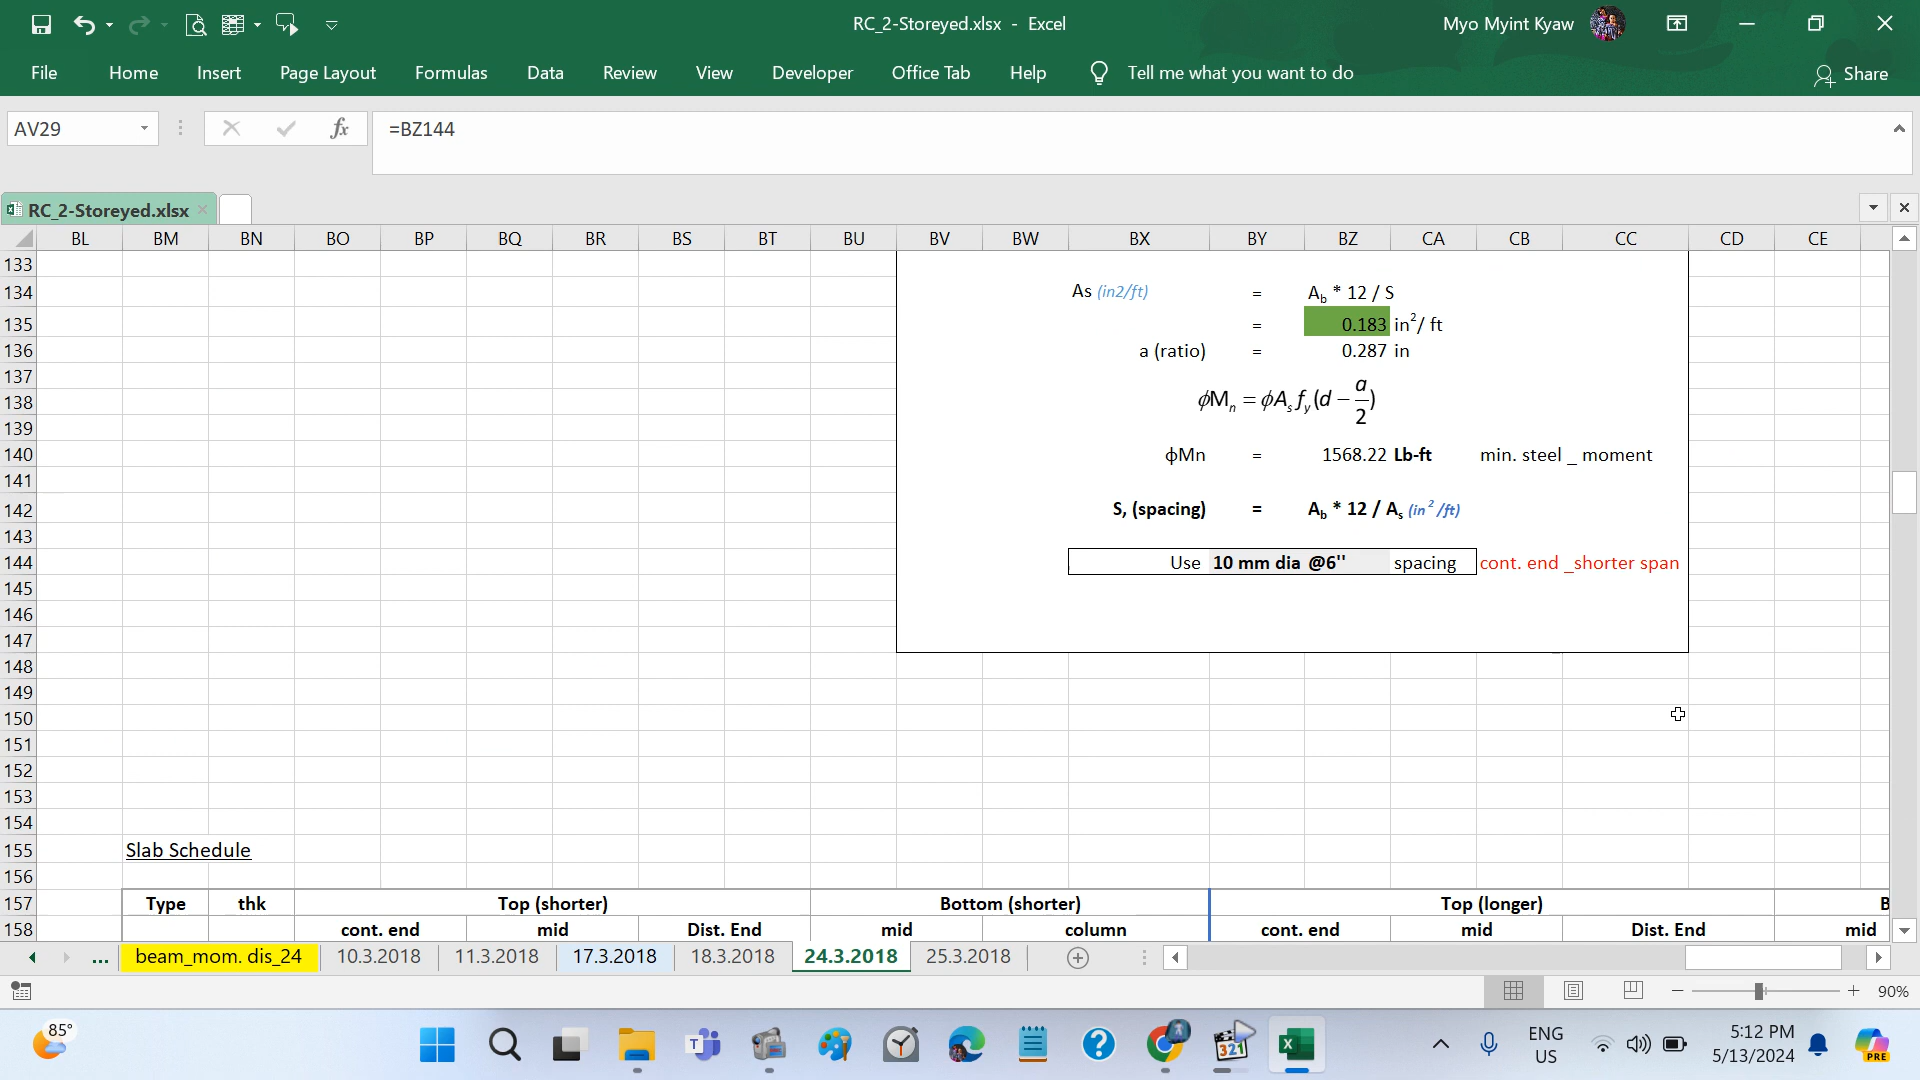 RC_2-Storeyed.xlsx - Excel
Myo Myint Kyaw
File Home Insert Page Layout Formulas Data Review View Developer Office Tab Help Tell me what you want to do Share
AV29 fx =BZ144
RC_2-Storeyed.xlsx
BL BM BN BO BP BQ BR BS BT BU BV BW BX BY BZ CA CB CC CD CE
133
134 As (in2/ft) = Ab * 12 / S
135 = 0.183 in²/ ft
136 a (ratio) = 0.287 in
137
138 ϕMn = ϕAs fy (d − a/2)
139
140 ϕMn = 1568.22 Lb-ft min. steel _ moment
141
142 S, (spacing) = Ab * 12 / As (in²/ft)
143
144 Use 10 mm dia @6'' spacing cont. end _shorter span
145
146
147
148
149
150
151
152
153
154
155 Slab Schedule
156
157 Type thk Top (shorter) Bottom (shorter) Top (longer) B
158 cont. end mid Dist. End mid column cont. end mid Dist. End mid
... beam_mom. dis_24 10.3.2018 11.3.2018 17.3.2018 18.3.2018 24.3.2018 25.3.2018
90%
85°
321
ENG
US
5:12 PM
5/13/2024
PRE